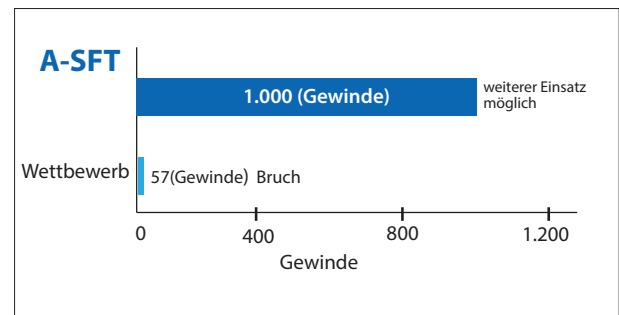 A-SFT
1.000 (Gewinde)
weiterer Einsatz
möglich
Wettbewerb
57(Gewinde) Bruch
0 400 800 1.200
Gewinde